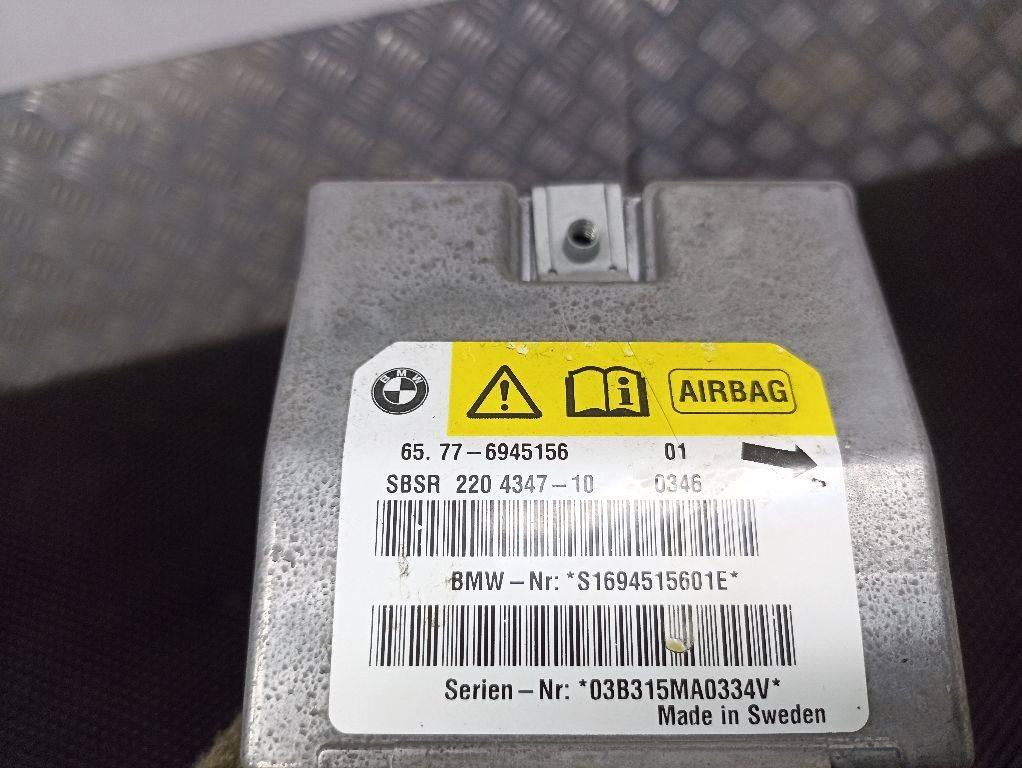 BMW
AIRBAG
65. 77-6945156 01
SBSR 220 4347-10 0346
BMW-Nr: *S1694515601E*
Serien-Nr: *03B315MA0334V*
Made in Sweden